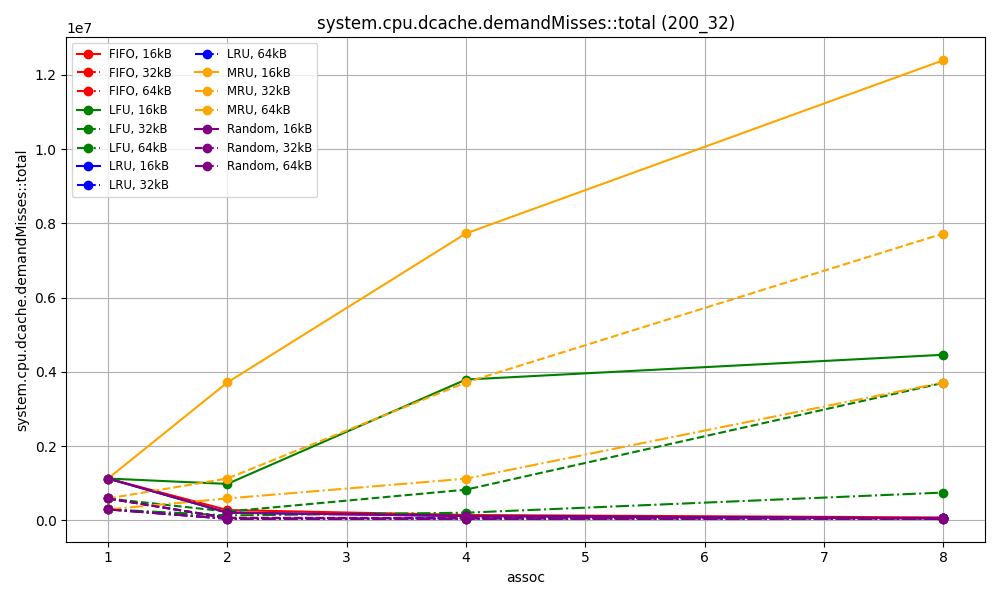 system.cpu.dcache.demandMisses::total (200_32)
1e7
FIFO, 16kB
FIFO, 32kB
FIFO, 64kB
LFU, 16kB
LFU, 32kB
LFU, 64kB
LRU, 16kB
LRU, 32kB
LRU, 64kB
MRU, 16kB
MRU, 32kB
MRU, 64kB
Random, 16kB
Random, 32kB
Random, 64kB
system.cpu.dcache.demandMisses::total
1.2
1.0
0.8
0.6
0.4
0.2
0.0
1 2 3 4 5 6 7 8
assoc